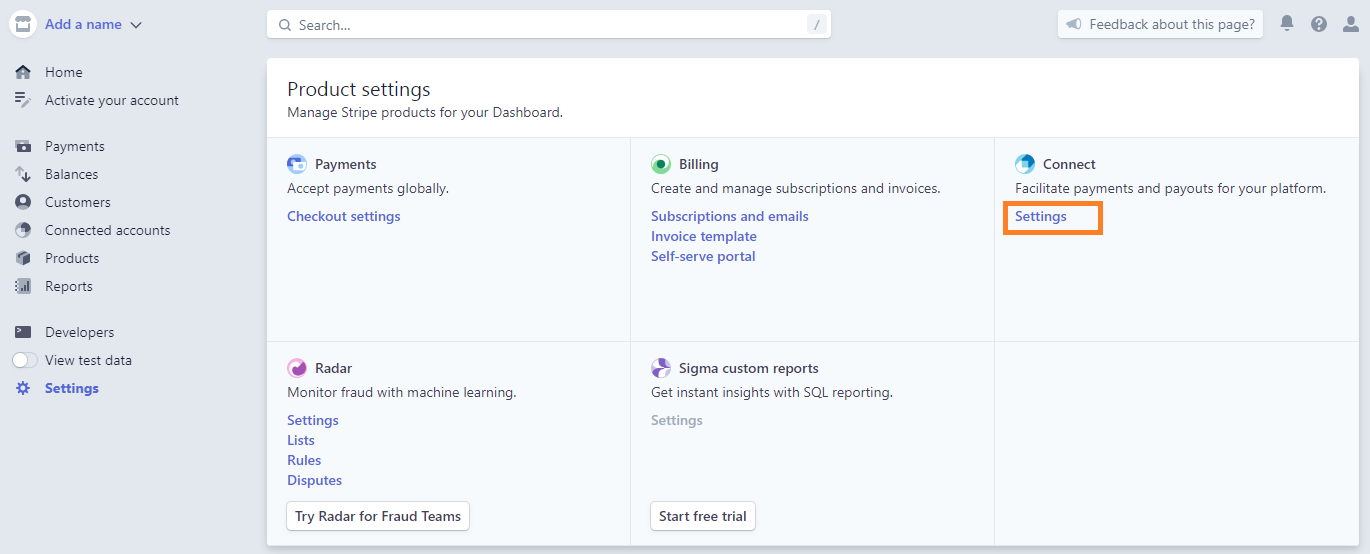 Add a name
Search...
/
Feedback about this page?
Home
Activate your account
Payments
Balances
Customers
Connected accounts
Products
Reports
Developers
View test data
Settings
Product settings
Manage Stripe products for your Dashboard.
Payments
Accept payments globally.
Checkout settings
Billing
Create and manage subscriptions and invoices.
Subscriptions and emails
Invoice template
Self-serve portal
Connect
Facilitate payments and payouts for your platform.
Settings
Radar
Monitor fraud with machine learning.
Settings
Lists
Rules
Disputes
Try Radar for Fraud Teams
Sigma custom reports
Get instant insights with SQL reporting.
Settings
Start free trial